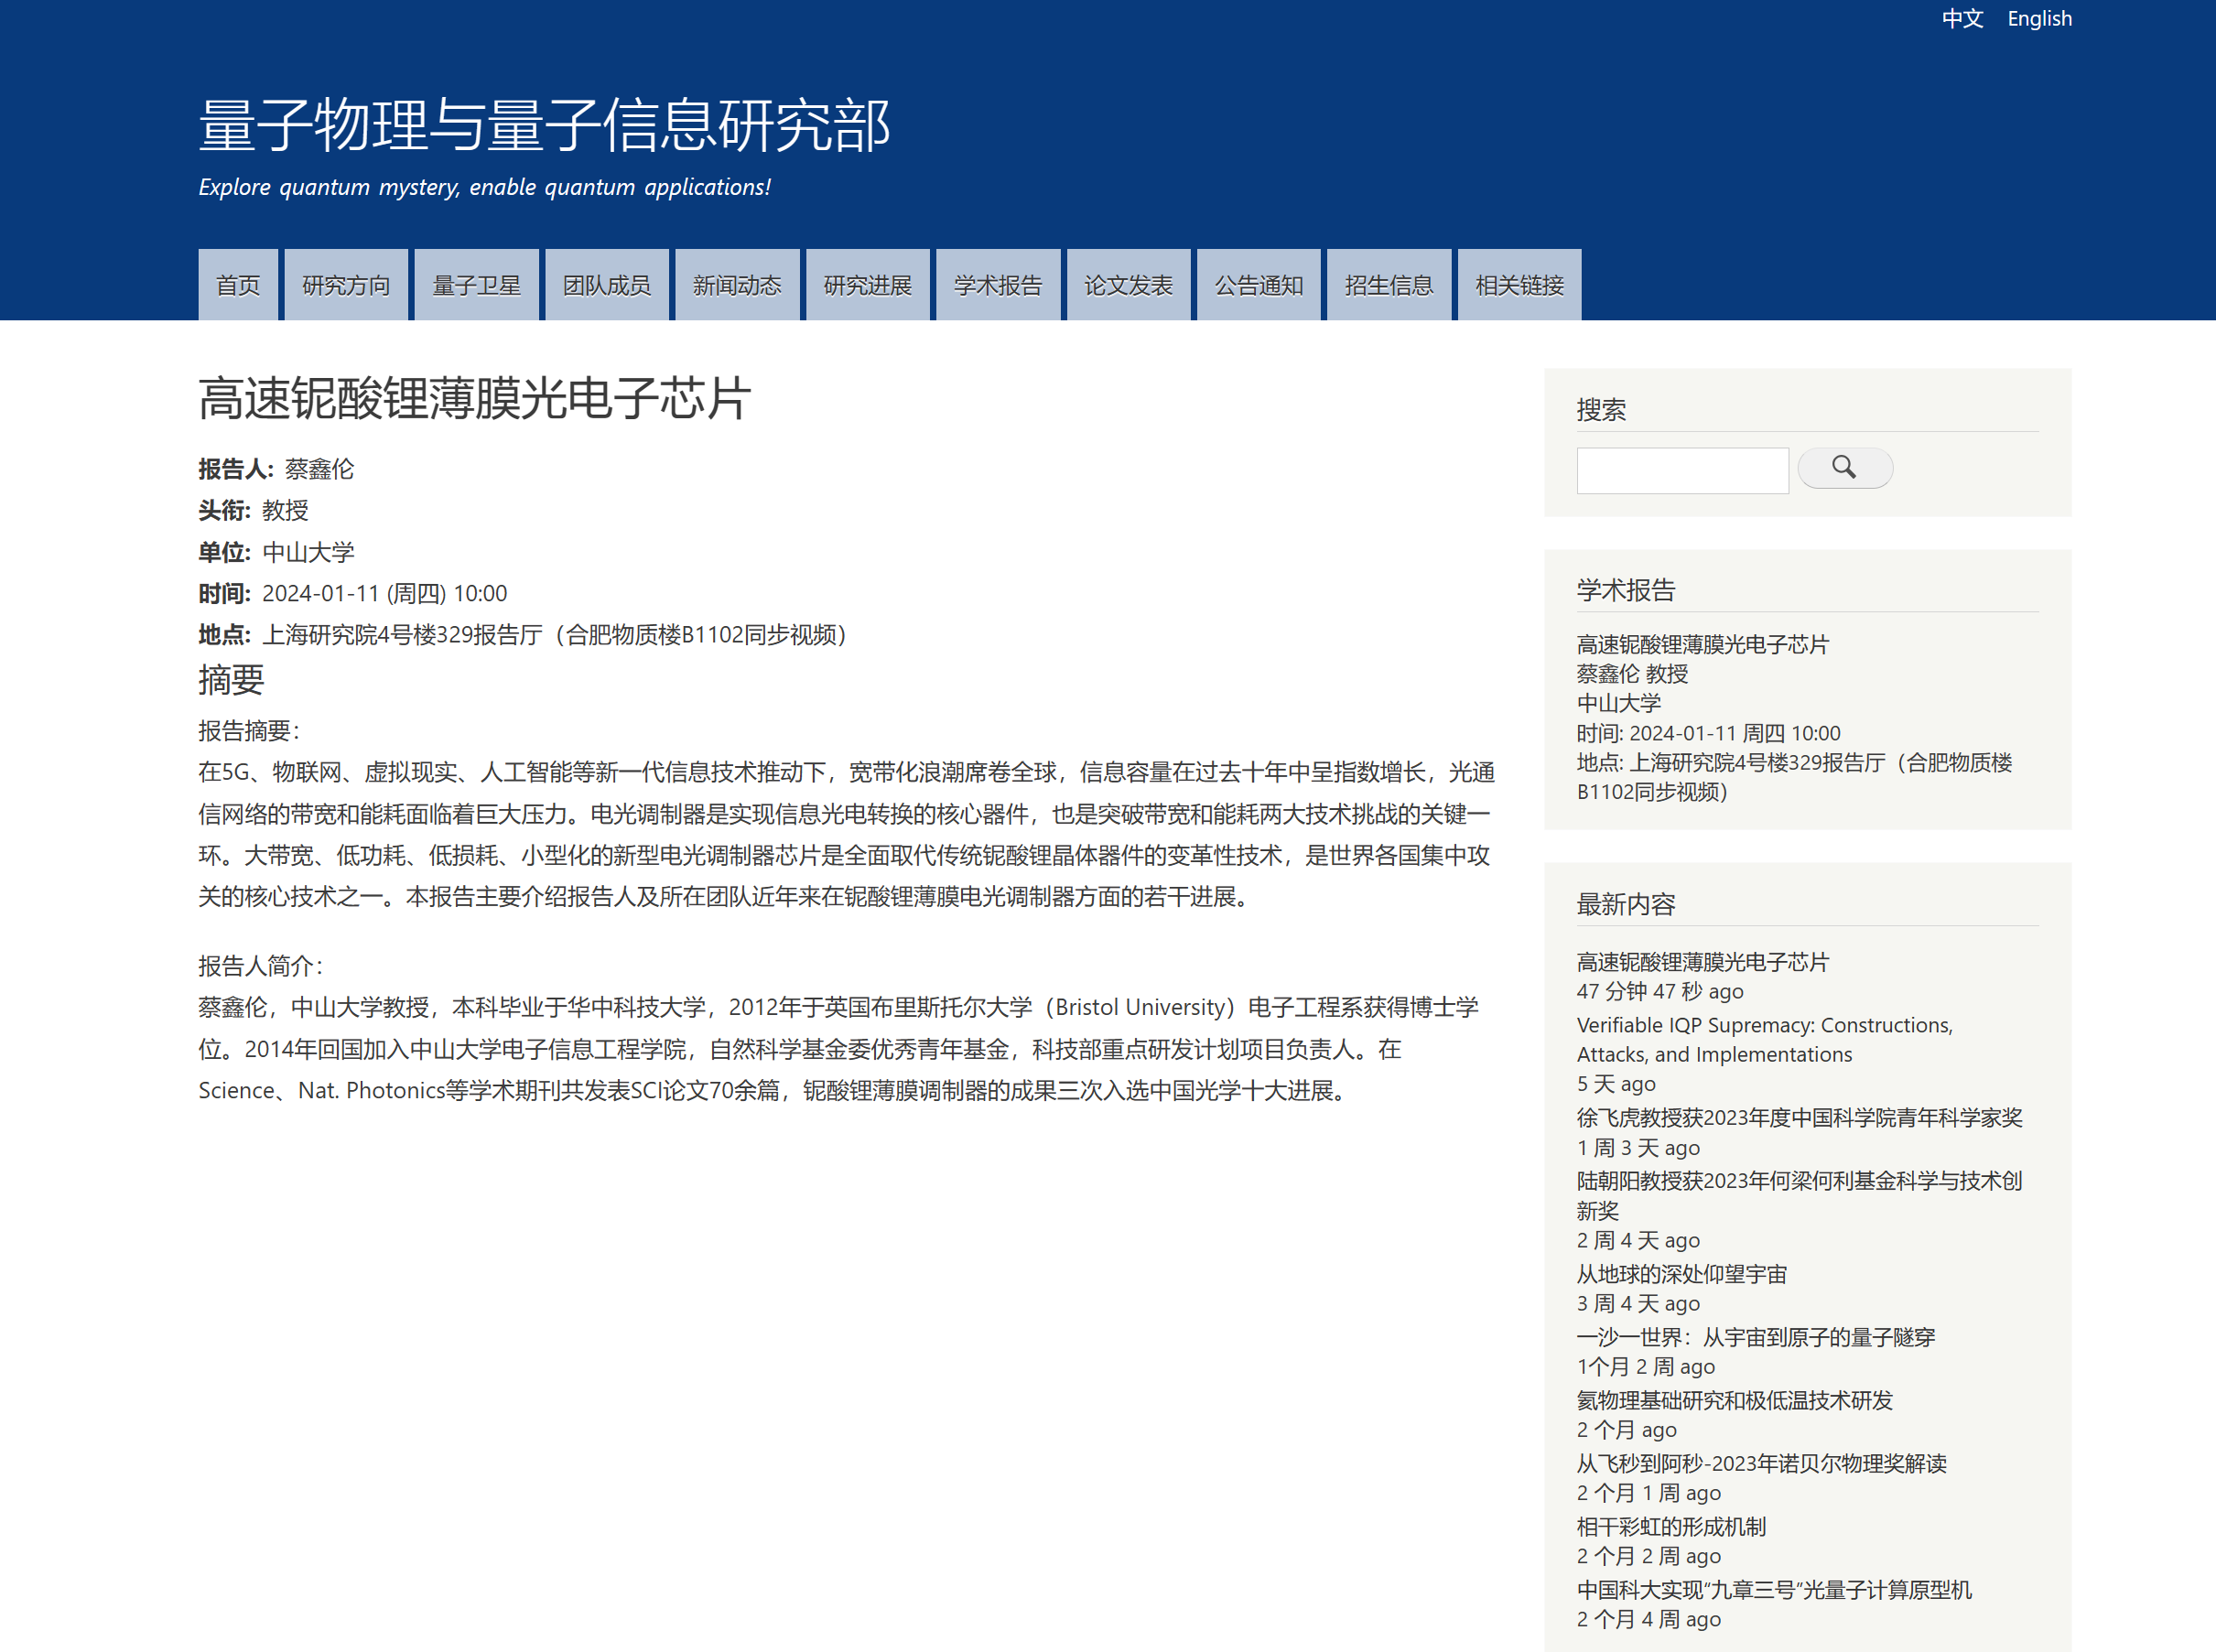 中文 English
量子物理与量子信息研究部
Explore quantum mystery, enable quantum applications!
首页 研究方向 量子卫星 团队成员 新闻动态 研究进展 学术报告 论文发表 公告通知 招生信息 相关链接
高速铌酸锂薄膜光电子芯片
报告人: 蔡鑫伦
头衔: 教授
单位: 中山大学
时间: 2024-01-11 (周四) 10:00
地点: 上海研究院4号楼329报告厅（合肥物质楼B1102同步视频）
摘要
报告摘要：
在5G、物联网、虚拟现实、人工智能等新一代信息技术推动下，宽带化浪潮席卷全球，信息容量在过去十年中呈指数增长，光通
信网络的带宽和能耗面临着巨大压力。电光调制器是实现信息光电转换的核心器件，也是突破带宽和能耗两大技术挑战的关键一
环。大带宽、低功耗、低损耗、小型化的新型电光调制器芯片是全面取代传统铌酸锂晶体器件的变革性技术，是世界各国集中攻
关的核心技术之一。本报告主要介绍报告人及所在团队近年来在铌酸锂薄膜电光调制器方面的若干进展。
报告人简介：
蔡鑫伦，中山大学教授，本科毕业于华中科技大学，2012年于英国布里斯托尔大学（Bristol University）电子工程系获得博士学
位。2014年回国加入中山大学电子信息工程学院，自然科学基金委优秀青年基金，科技部重点研发计划项目负责人。在
Science、Nat. Photonics等学术期刊共发表SCI论文70余篇，铌酸锂薄膜调制器的成果三次入选中国光学十大进展。
搜索
学术报告
高速铌酸锂薄膜光电子芯片
蔡鑫伦 教授
中山大学
时间: 2024-01-11 周四 10:00
地点: 上海研究院4号楼329报告厅（合肥物质楼
B1102同步视频）
最新内容
高速铌酸锂薄膜光电子芯片
47 分钟 47 秒 ago
Verifiable IQP Supremacy: Constructions,
Attacks, and Implementations
5 天 ago
徐飞虎教授获2023年度中国科学院青年科学家奖
1 周 3 天 ago
陆朝阳教授获2023年何梁何利基金科学与技术创
新奖
2 周 4 天 ago
从地球的深处仰望宇宙
3 周 4 天 ago
一沙一世界：从宇宙到原子的量子隧穿
1个月 2 周 ago
氦物理基础研究和极低温技术研发
2 个月 ago
从飞秒到阿秒-2023年诺贝尔物理奖解读
2 个月 1 周 ago
相干彩虹的形成机制
2 个月 2 周 ago
中国科大实现“九章三号”光量子计算原型机
2 个月 4 周 ago